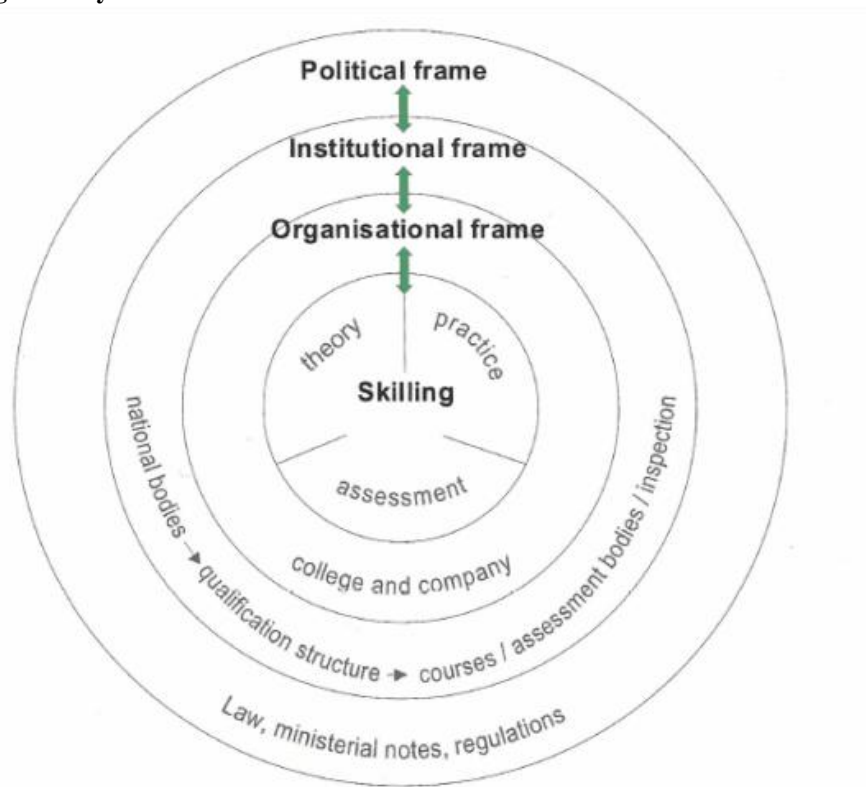 Political frame
Institutional frame
Organisational frame
theory
practice
Skilling
assessment
college and company
national bodies → qualification structure → courses / assessment bodies / inspection
Law, ministerial notes, regulations